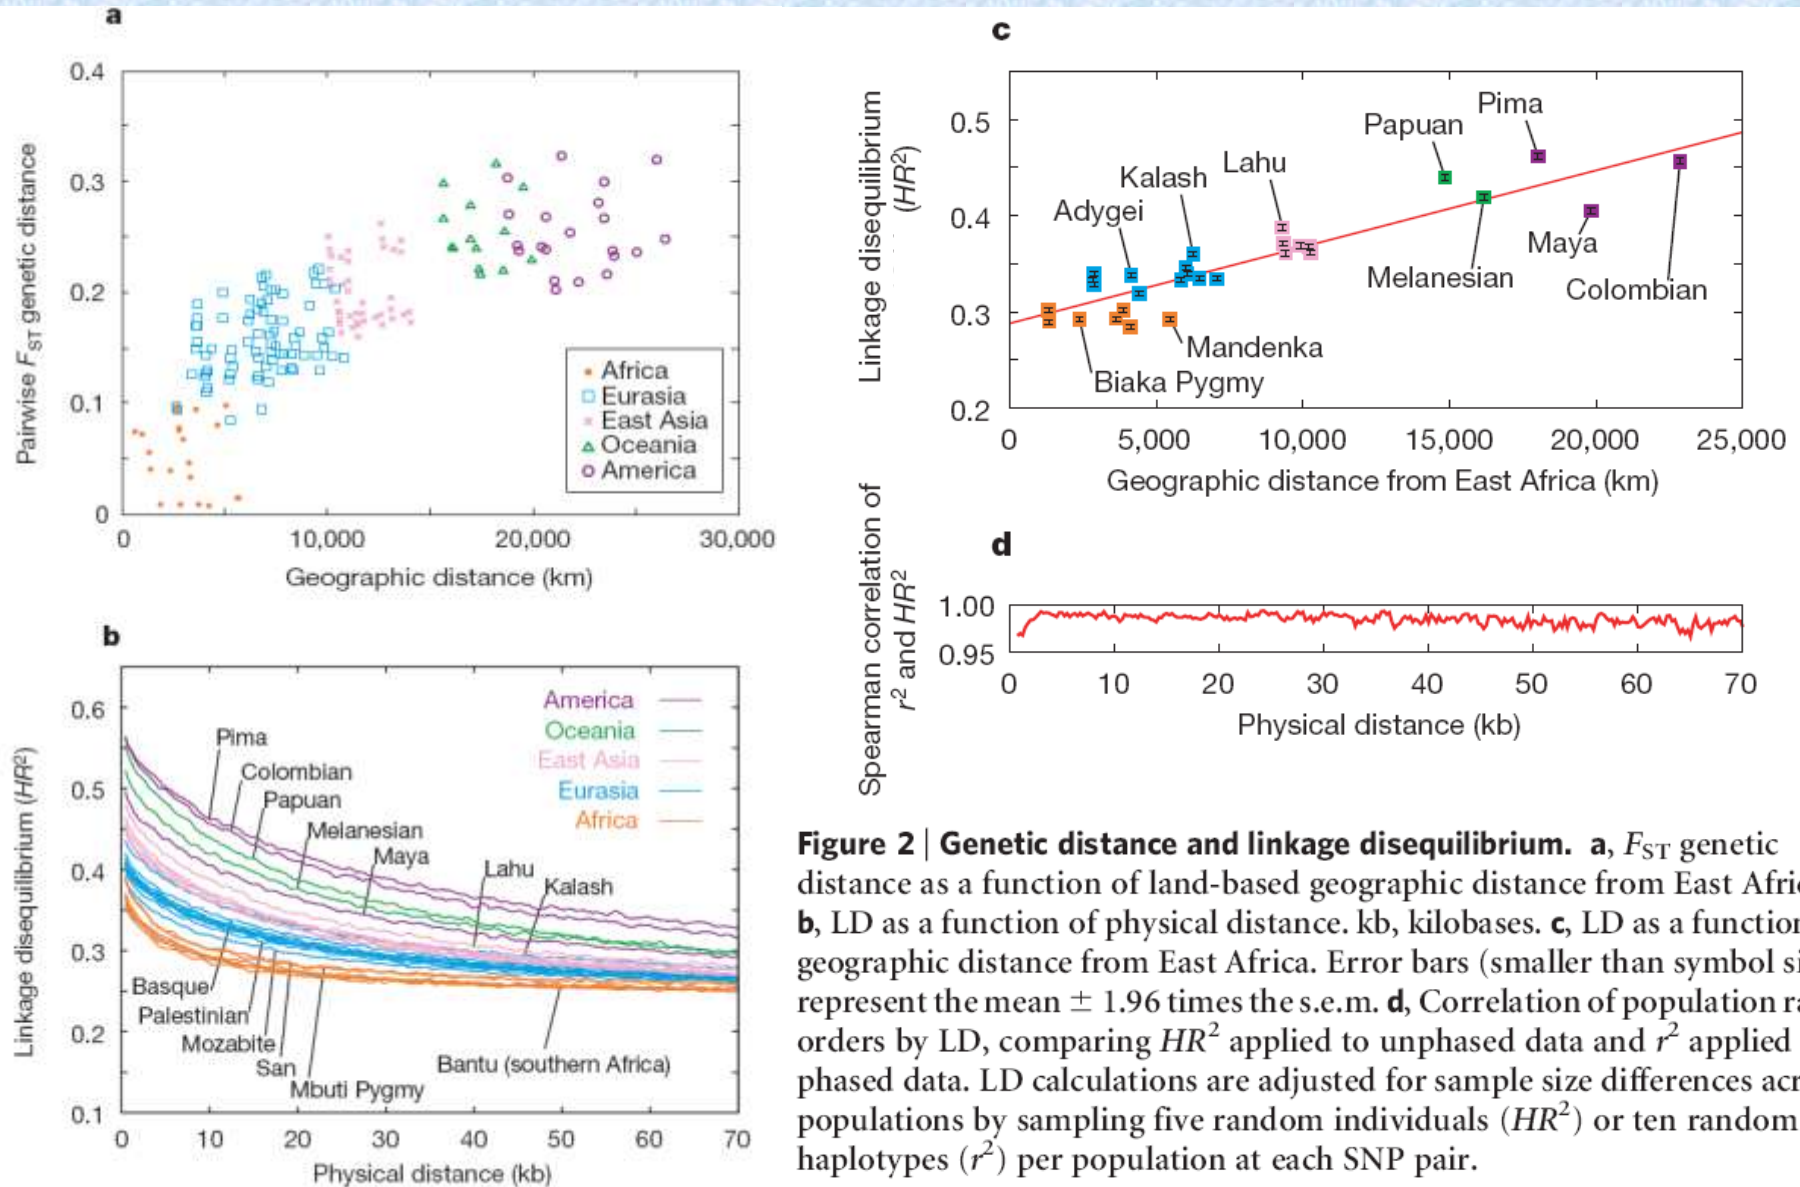 a
0.4
0.3
0.2
0.1
0
Pairwise FST genetic distance
Africa
Eurasia
East Asia
Oceania
America
0 10,000 20,000 30,000
Geographic distance (km)
b
0.6
0.5
0.4
0.3
0.2
0.1
Linkage disequilibrium (HR²)
America
Oceania
East Asia
Eurasia
Africa
Pima
Colombian
Papuan
Melanesian
Maya
Lahu
Kalash
Basque
Palestinian
Mozabite
San
Mbuti Pygmy
Bantu (southern Africa)
0 10 20 30 40 50 60 70
Physical distance (kb)
c
Linkage disequilibrium
(HR²)
0.5
0.4
0.3
0.2
Pima
Papuan
Lahu
Kalash
Adygei
Maya
Melanesian
Colombian
Mandenka
Biaka Pygmy
0 5,000 10,000 15,000 20,000 25,000
Geographic distance from East Africa (km)
d
Spearman correlation of
r² and HR²
1.00
0.95
0 10 20 30 40 50 60 70
Physical distance (kb)
Figure 2 | Genetic distance and linkage disequilibrium. a, FST genetic
distance as a function of land-based geographic distance from East Afri
b, LD as a function of physical distance. kb, kilobases. c, LD as a function
geographic distance from East Africa. Error bars (smaller than symbol si
represent the mean ± 1.96 times the s.e.m. d, Correlation of population ra
orders by LD, comparing HR² applied to unphased data and r² applied
phased data. LD calculations are adjusted for sample size differences acr
populations by sampling five random individuals (HR²) or ten random
haplotypes (r²) per population at each SNP pair.